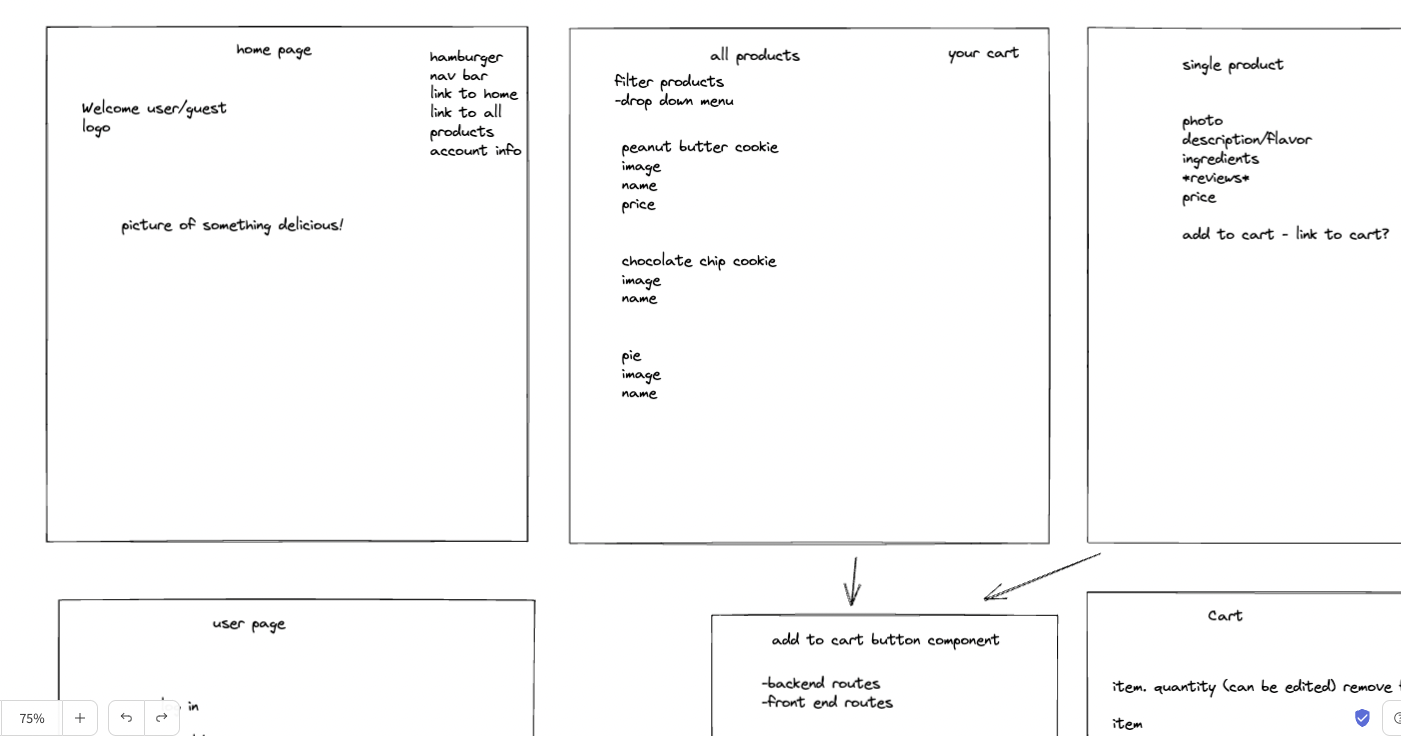 home page
hamburger
nav bar
link to home
link to all
products
account info
Welcome user/guest
logo
picture of something delicious!
all products
your cart
filter products
-drop down menu
peanut butter cookie
image
name
price
chocolate chip cookie
image
name
pie
image
name
single product
photo
description/flavor
ingredients
*reviews*
price
add to cart - link to cart?
user page
in
add to cart button component
-backend routes
-front end routes
Cart
item. quantity (can be edited) remove
item
75%